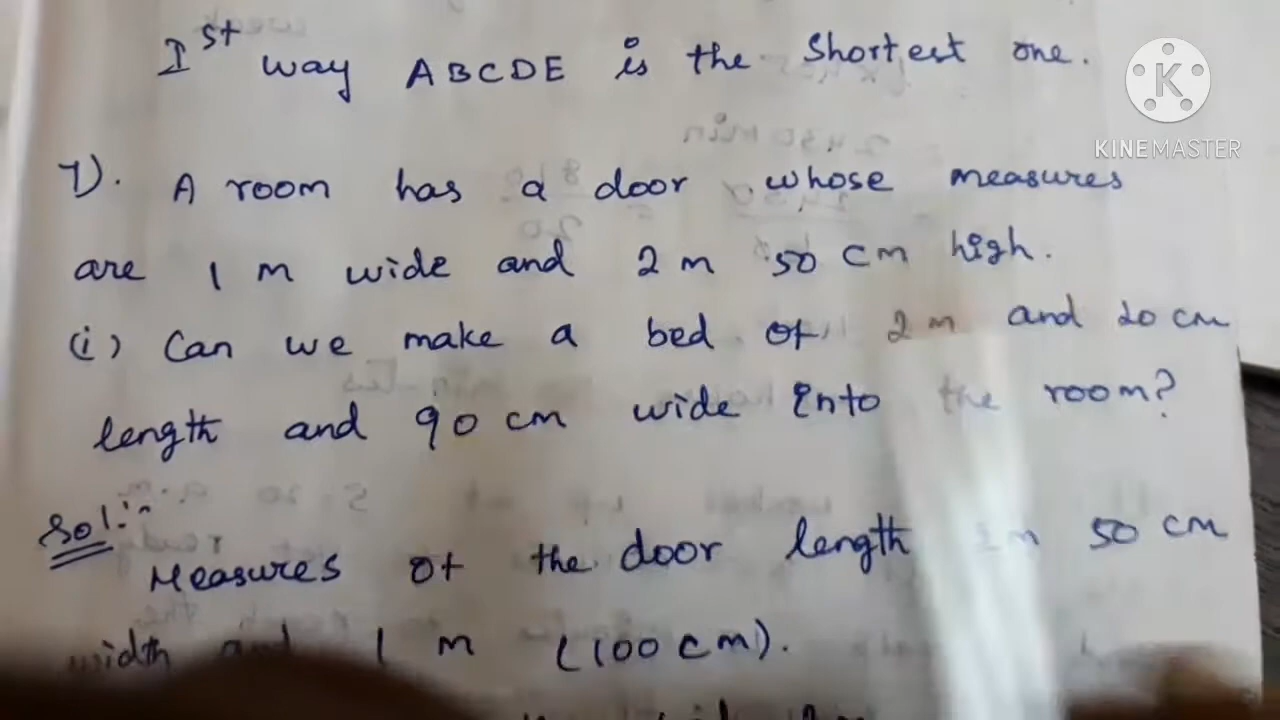 Ist way ABCDE is the Shortest one.
K
KINEMASTER
7). A room has a door whose measures
are 1 m wide and 2 m 50 cm high.
(i) Can we make a bed of 2 m and 20 cm
length and 90 cm wide into the room?
Sol:-
Measures of the door length 2m 50 cm
width and 1 m (100 cm).